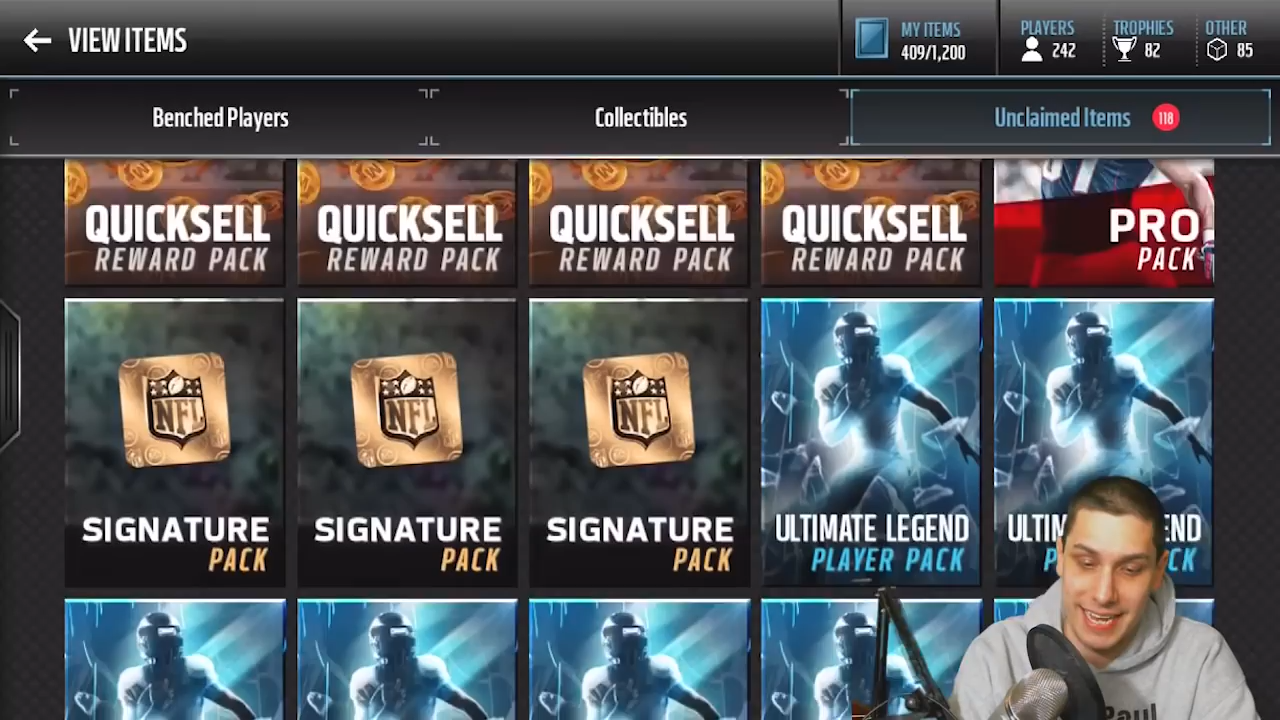 VIEW ITEMS
MY ITEMS
409/1,200
PLAYERS
242
TROPHIES
82
OTHER
85
Benched Players
Collectibles
Unclaimed Items 118
QUICKSELL
REWARD PACK
QUICKSELL
REWARD PACK
QUICKSELL
REWARD PACK
QUICKSELL
REWARD PACK
PRO
PACK
NFL
SIGNATURE
PACK
NFL
SIGNATURE
PACK
NFL
SIGNATURE
PACK
ULTIMATE LEGEND
PLAYER PACK
Paul